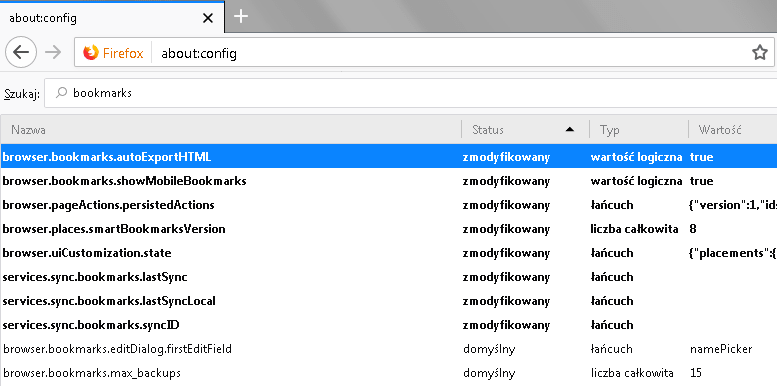 about:config
Firefox about:config
Szukaj: bookmarks
Nazwa Status Typ Wartość
browser.bookmarks.autoExportHTML zmodyfikowany wartość logiczna true
browser.bookmarks.showMobileBookmarks zmodyfikowany wartość logiczna true
browser.pageActions.persistedActions zmodyfikowany łańcuch {"version":1,"ids
browser.places.smartBookmarksVersion zmodyfikowany liczba całkowita 8
browser.uiCustomization.state zmodyfikowany łańcuch {"placements":{
services.sync.bookmarks.lastSync zmodyfikowany łańcuch
services.sync.bookmarks.lastSyncLocal zmodyfikowany łańcuch
services.sync.bookmarks.syncID zmodyfikowany łańcuch
browser.bookmarks.editDialog.firstEditField domyślny łańcuch namePicker
browser.bookmarks.max_backups domyślny liczba całkowita 15